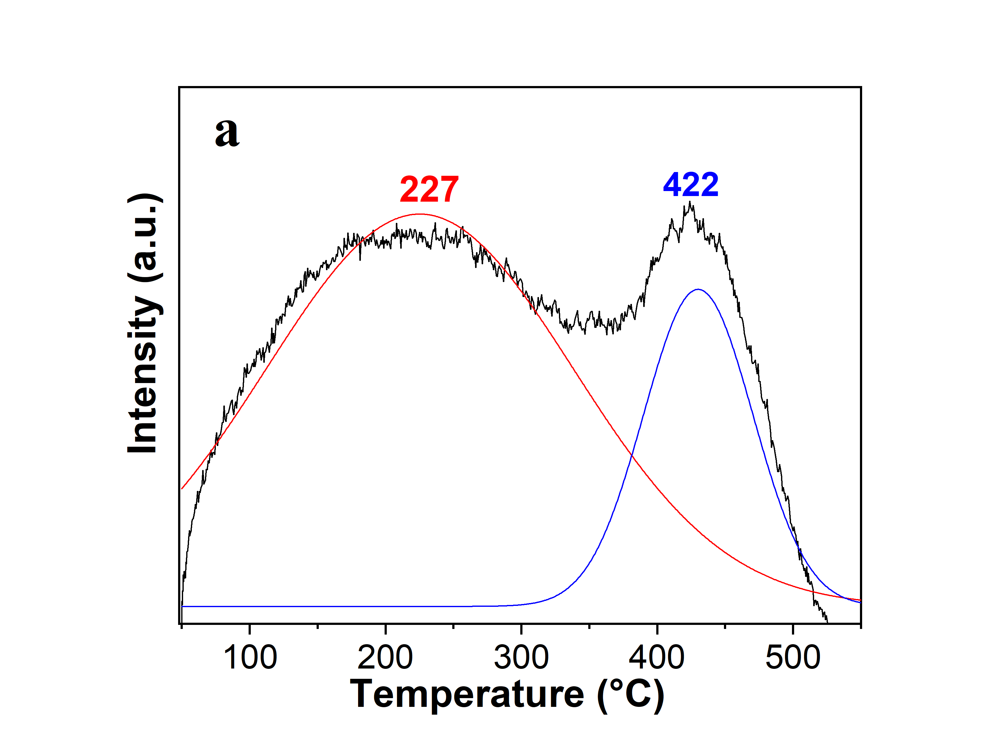 a
227
422
Intensity (a.u.)
100 200 300 400 500
Temperature (°C)